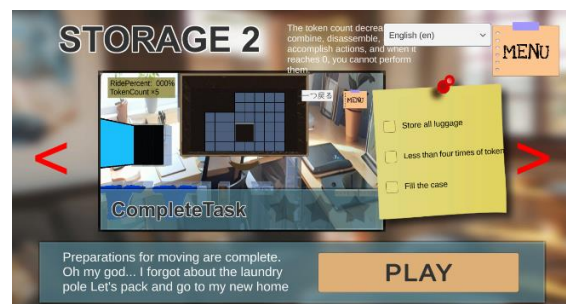 STORAGE 2
The token count decrea
combine, disassemble,
accomplish actions, and when it
reaches 0, you cannot perform
them.
English (en)
MENU
RidePercent: 000%
TokenCount ×5
一つ戻る
MENU
Store all luggage
Less than four times of token
Fill the case
CompleteTask
<
>
Preparations for moving are complete.
Oh my god... I forgot about the laundry
pole Let's pack and go to my new home
PLAY